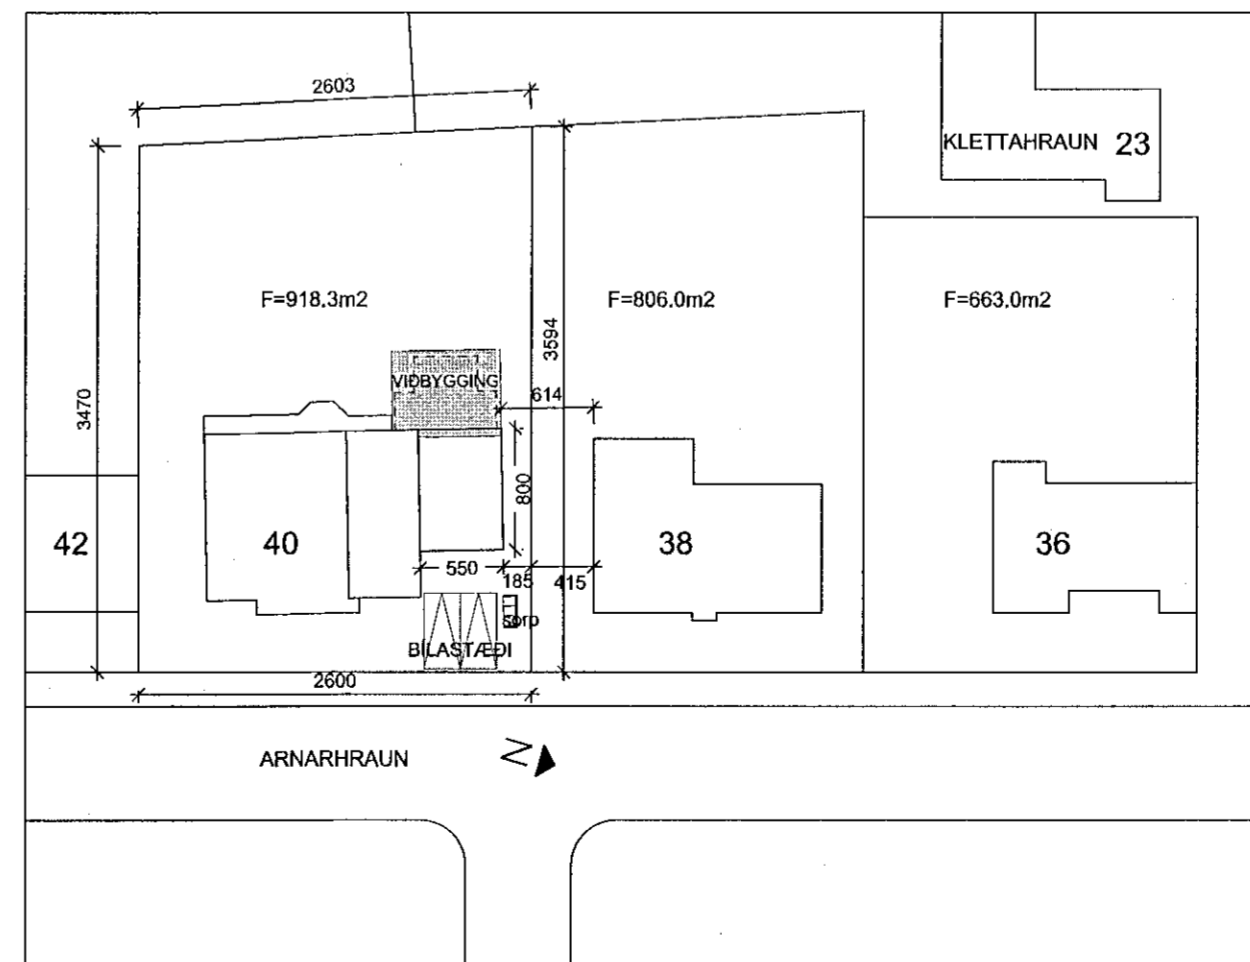 2603
KLETTAHRAUN 23
F=918.3m2
F=806.0m2
F=663.0m2
3594
VIÐBYGGING
614
3470
800
42
40
38
36
550
185
415
sorp
BÍLASTÆÐI
2600
ARNARHRAUN
N